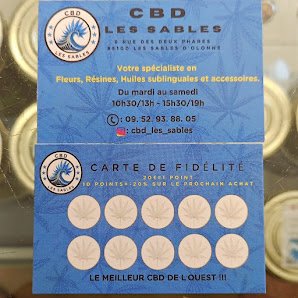 CBD
LES SABLES
CBD
LES SABLES
6 RUE DES DEUX PHARES
85100 LES SABLES D'OLONNE
Votre spécialiste en
Fleurs, Résines, Huiles sublinguales et accessoires.
Du mardi au samedi
10h30/13h - 15h30/19h
: 09. 52. 93. 88. 05
: cbd_les_sables
CBD
LES SABLES
CARTE DE FIDÉLITÉ
20€=1 POINT
10 POINTS=-20% SUR LE PROCHAIN ACHAT
LE MEILLEUR CBD DE L'OUEST !!!